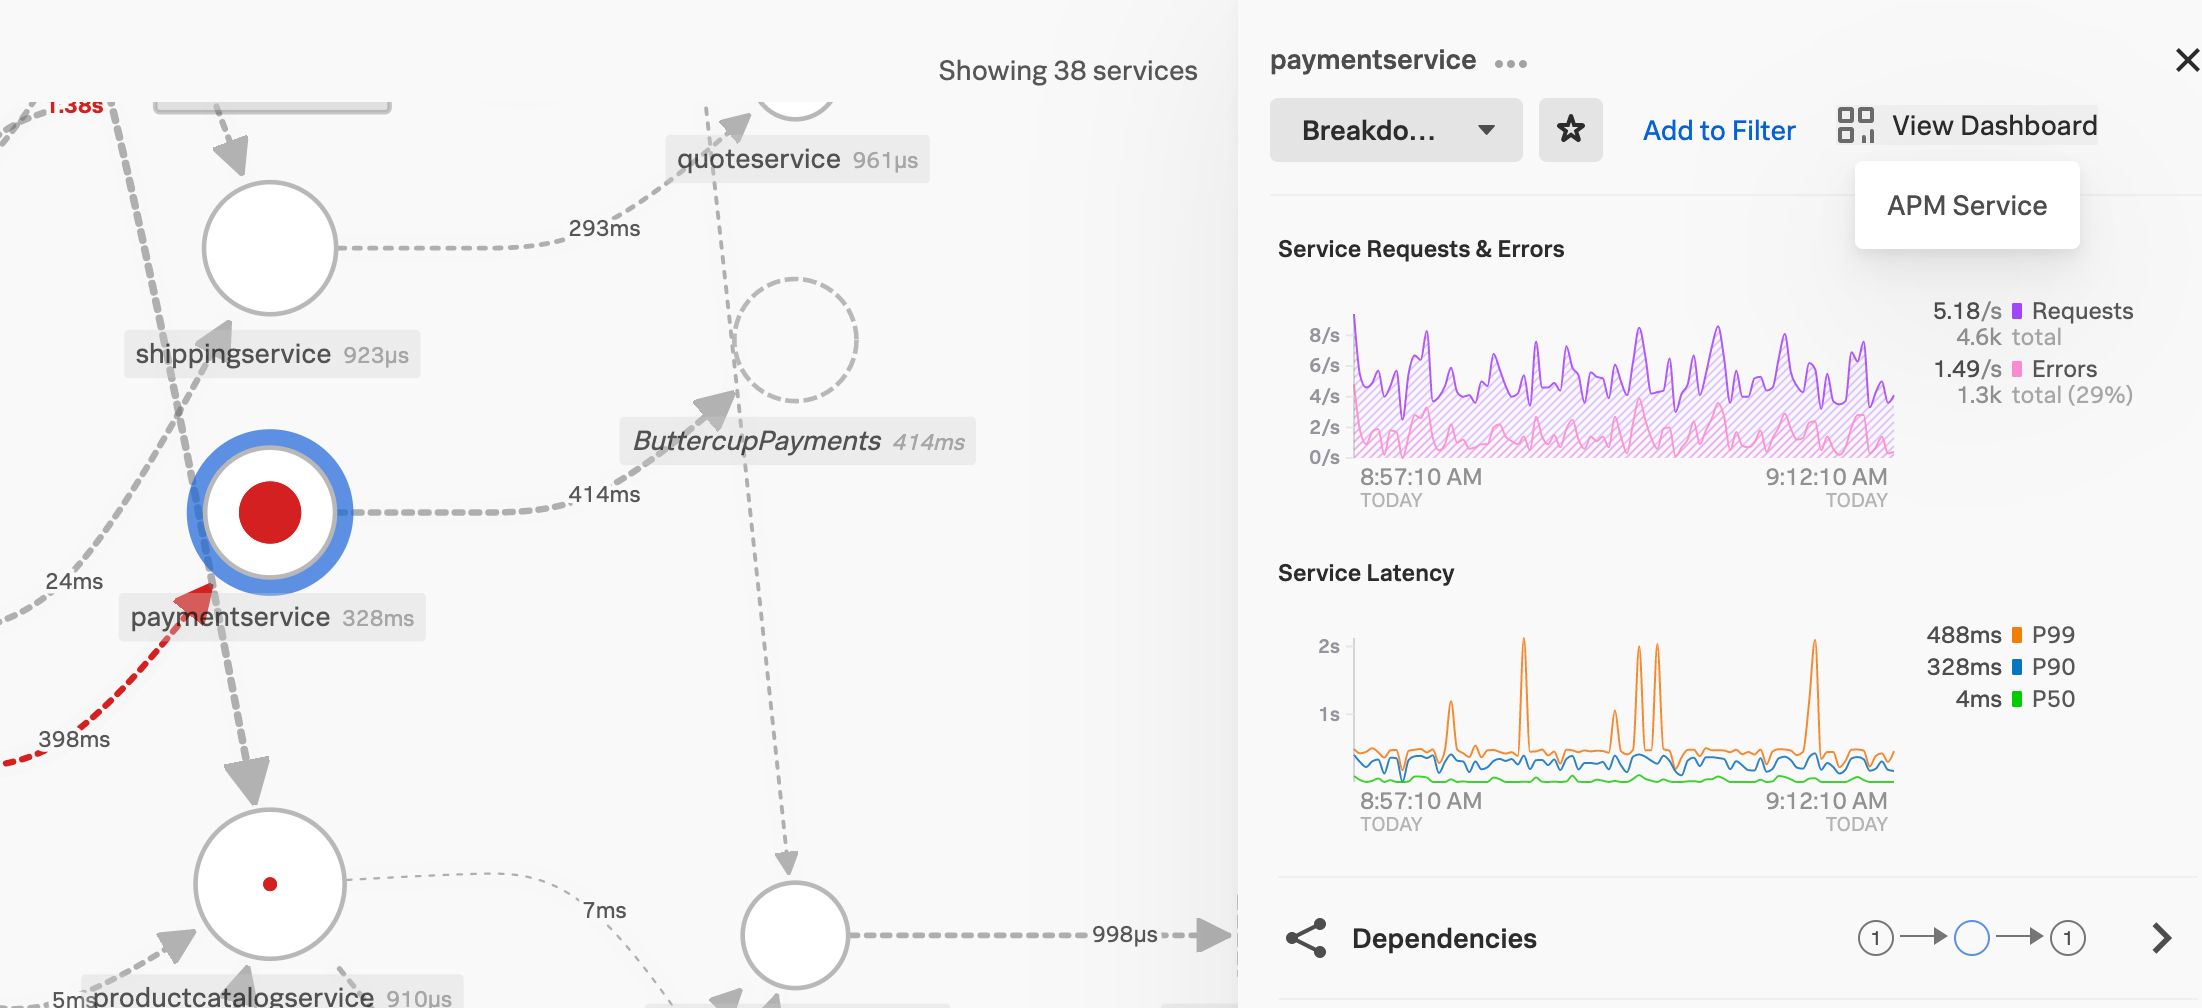 Showing 38 services
1.38s
quoteservice 961µs
293ms
shippingservice 923µs
ButtercupPayments 414ms
414ms
24ms
paymentservice 328ms
398ms
7ms
998µs
5ms
productcatalogservice 910µs
paymentservice
Breakdo...
Add to Filter
View Dashboard
APM Service
Service Requests & Errors
8/s
6/s
4/s
2/s
0/s
8:57:10 AM
TODAY
9:12:10 AM
TODAY
5.18/s Requests
4.6k total
1.49/s Errors
1.3k total (29%)
Service Latency
2s
1s
8:57:10 AM
TODAY
9:12:10 AM
TODAY
488ms P99
328ms P90
4ms P50
Dependencies
1
1